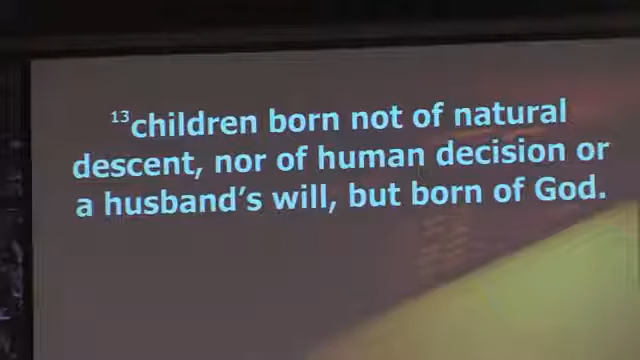 ¹³children born not of natural
descent, nor of human decision or
a husband’s will, but born of God.